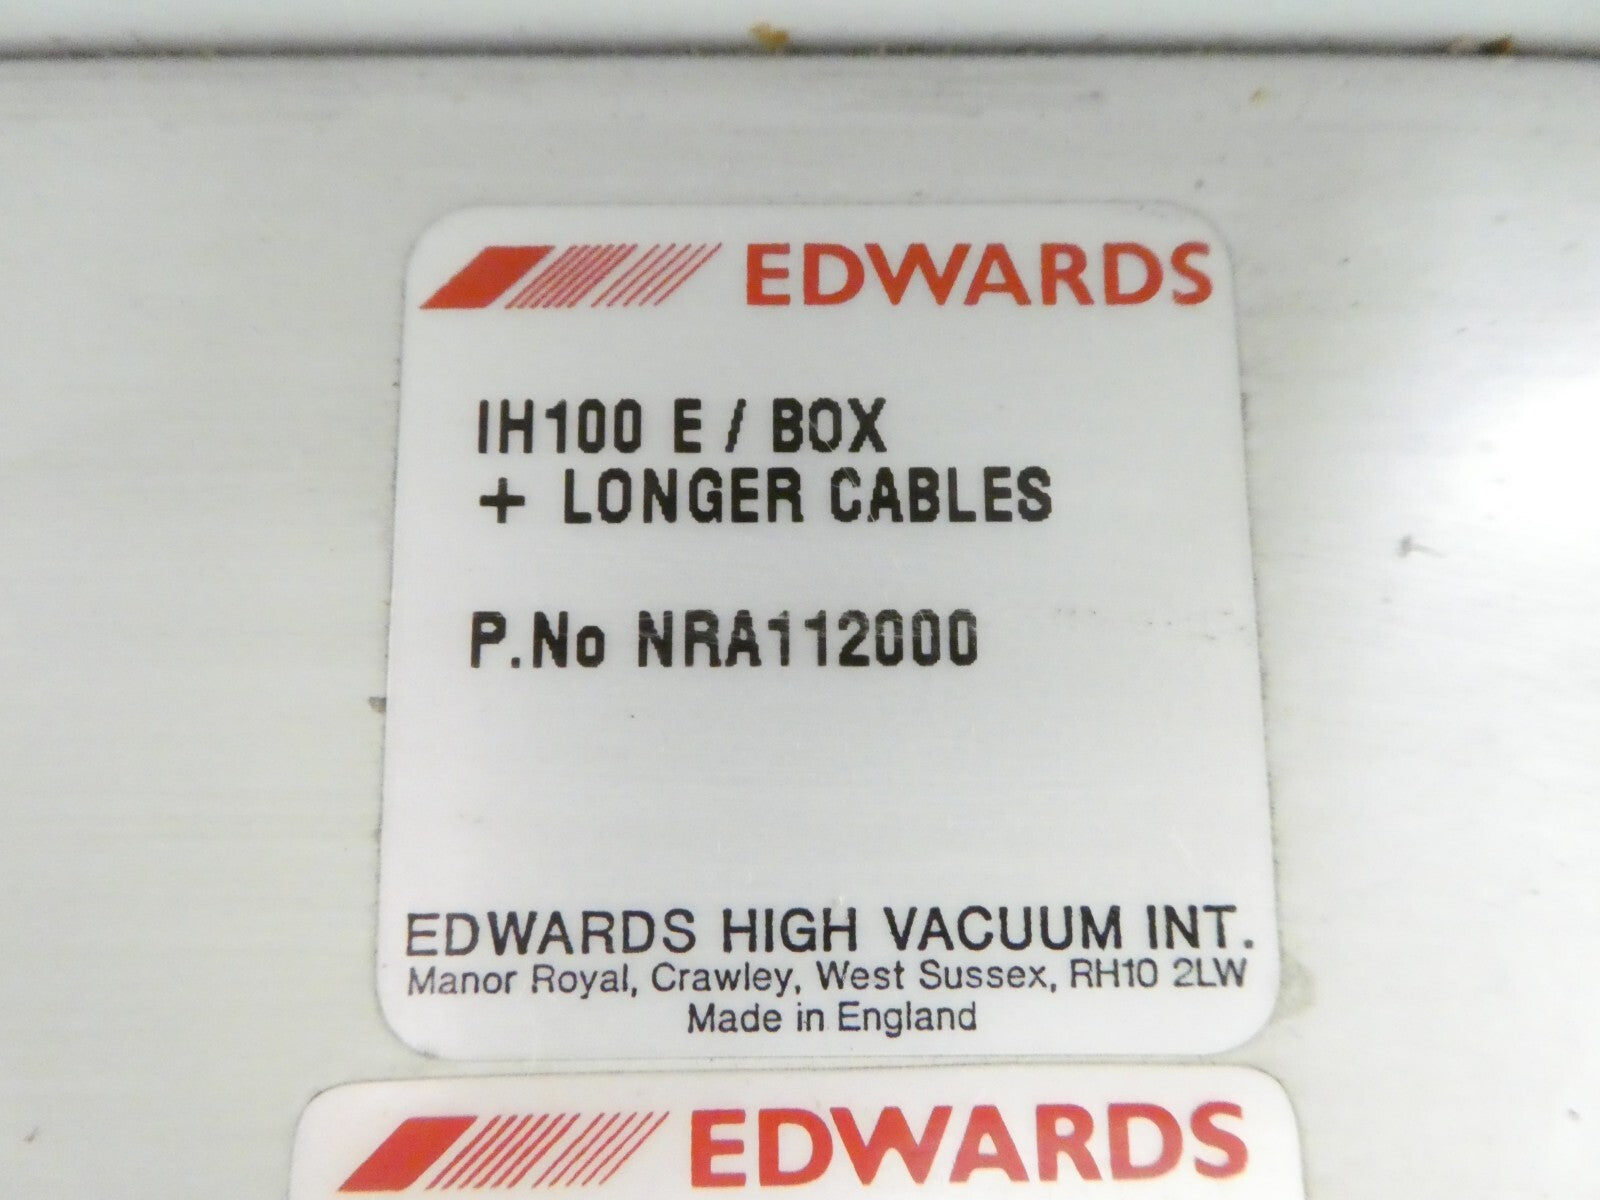 EDWARDS
IH100 E / BOX
+ LONGER CABLES
P.No NRA112000
EDWARDS HIGH VACUUM INT.
Manor Royal, Crawley, West Sussex, RH10 2LW
Made in England
EDWARDS